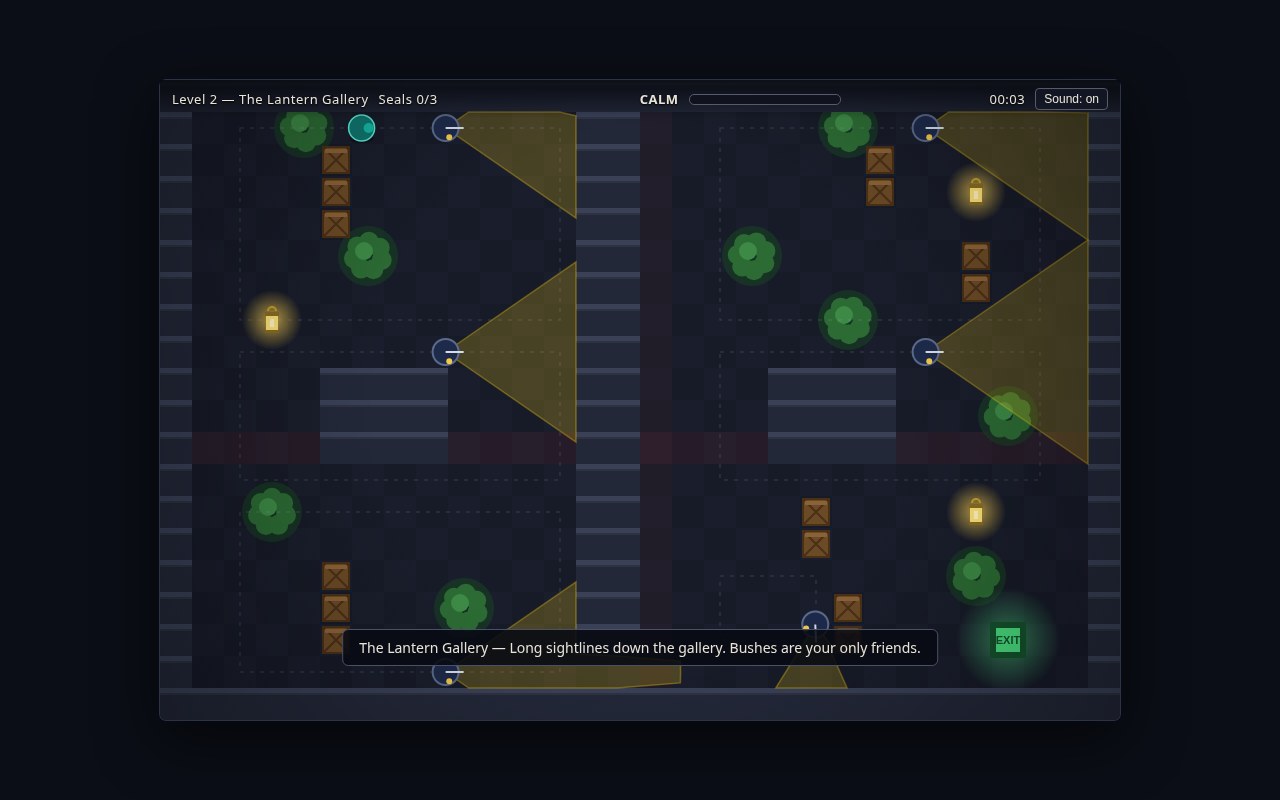 Level 2 — The Lantern Gallery Seals 0/3 CALM 00:03 Sound: on
EXIT
The Lantern Gallery — Long sightlines down the gallery. Bushes are your only friends.